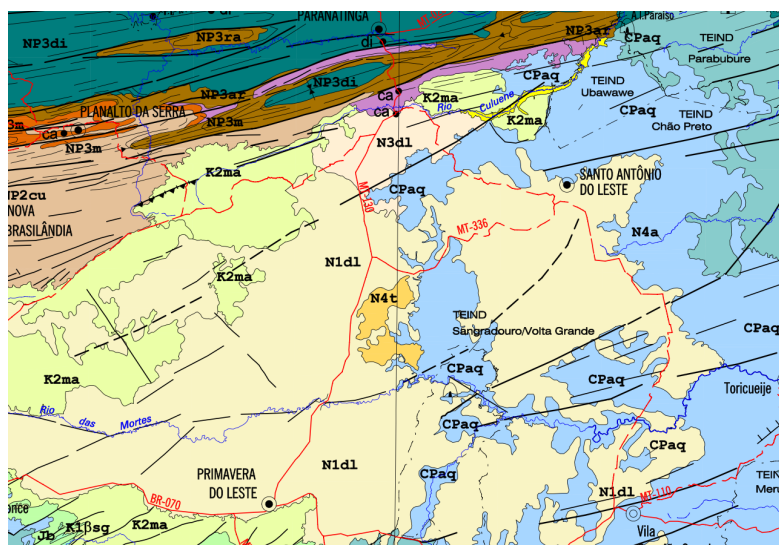 PARANATINGA
di
A.I.Paraíso
NP3di
NP3ra
NP3ar
CPaq
NP3ar
NP3di
CPaq
TEIND
Ubawawe
TEIND
Parabubure
PLANALTO DA SERRA
ca
K2ma
Rio
Culuene
CPaq
TEIND
Chão Preto
NP3m
ca
ca
K2ma
NP3m
N3dl
K2ma
CPaq
SANTO ANTÔNIO
DO LESTE
NP2cu
NOVA
BRASILÂNDIA
MT-130
MT-336
N4a
K2ma
N1dl
N4t
TEIND
Sangradouro/Volta Grande
CPaq
K2ma
CPaq
CPaq
Toricueije
Rio
das
Mortes
CPaq
CPaq
PRIMAVERA
DO LESTE
N1dl
CPaq
BR-070
N1dl
MT-110
Jb
K1βsg
K2ma
Vila